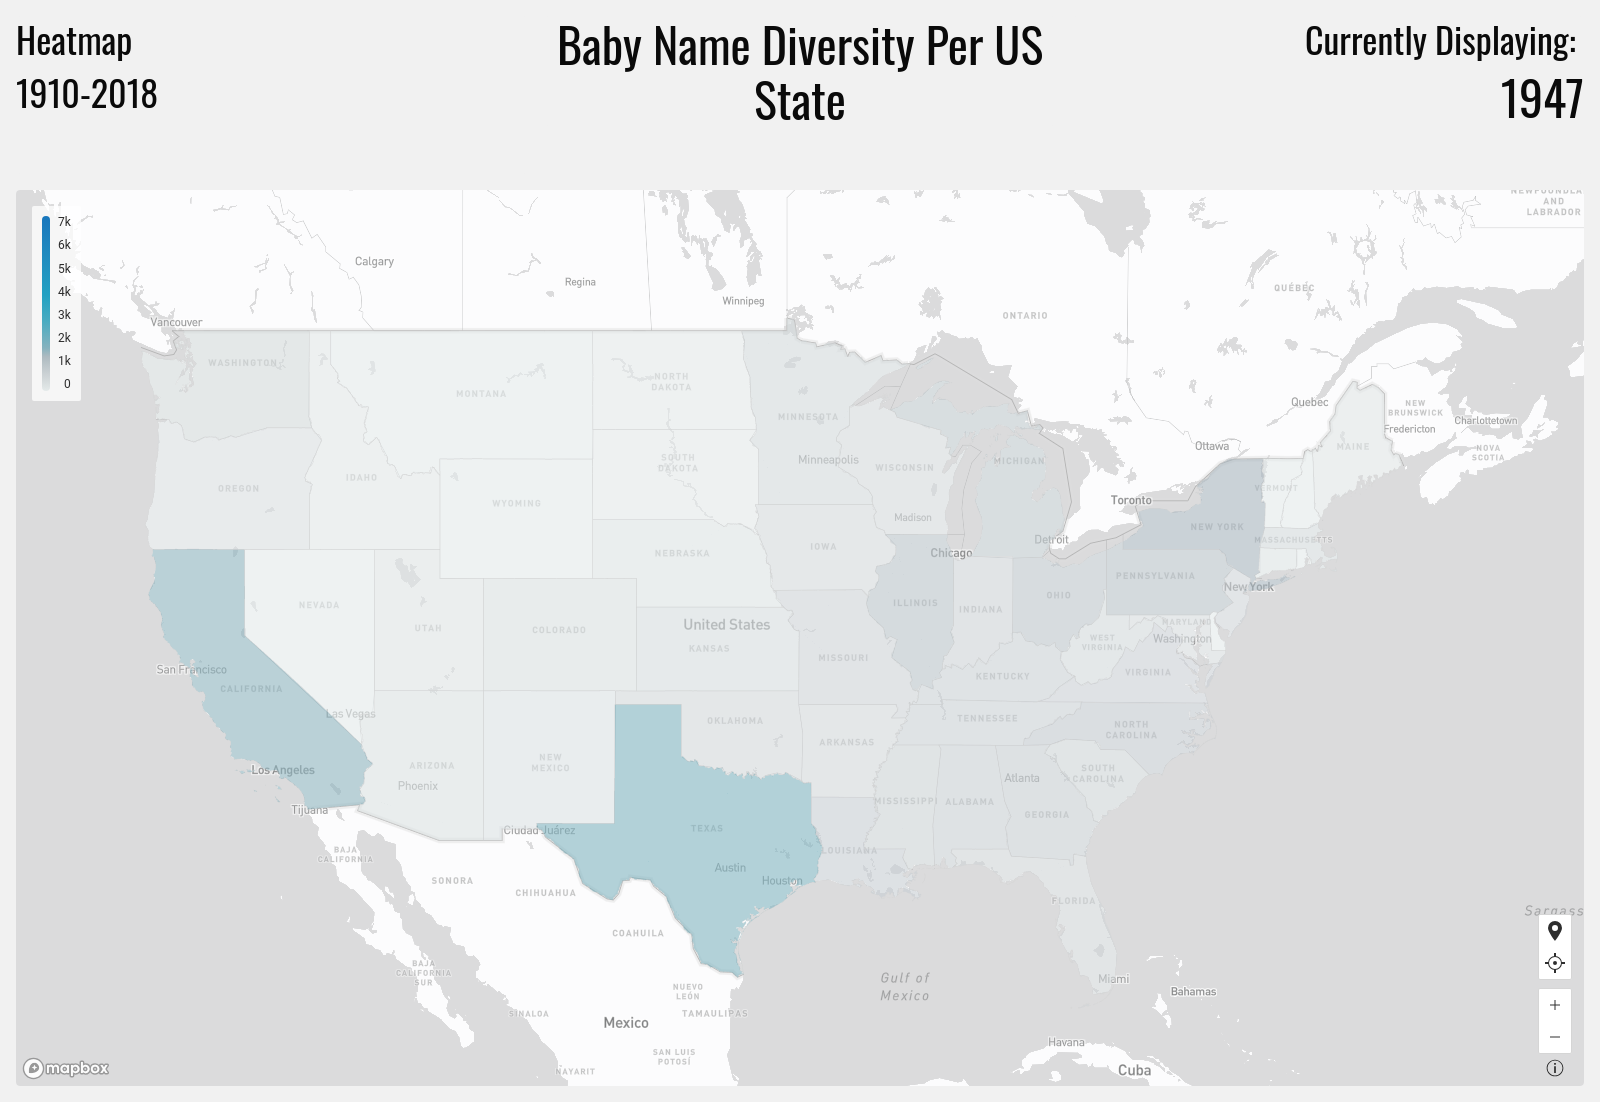 Heatmap
1910-2018
Baby Name Diversity Per US
State
Currently Displaying:
1947
7k
6k
5k
4k
3k
2k
1k
0
NEWFOUNDLA
AND
LABRADOR
Calgary
Regina
Winnipeg
ONTARIO
QUÉBEC
Vancouver
WASHINGTON
MONTANA
NORTH
DAKOTA
MINNESOTA
Quebec
NEW
BRUNSWICK
Fredericton
Charlottetown
NOVA
SCOTIA
Ottawa
MAINE
OREGON
IDAHO
SOUTH
DAKOTA
Minneapolis
WISCONSIN
MICHIGAN
WYOMING
Madison
Toronto
VERMONT
NEW YORK
MASSACHUSETTS
IOWA
Detroit
Chicago
NEBRASKA
PENNSYLVANIA
New York
NEVADA
UTAH
COLORADO
United States
KANSAS
ILLINOIS
INDIANA
OHIO
MARYLAND
WEST
VIRGINIA
Washington
San Francisco
CALIFORNIA
MISSOURI
KENTUCKY
VIRGINIA
Las Vegas
OKLAHOMA
TENNESSEE
NORTH
CAROLINA
Los Angeles
ARIZONA
Phoenix
NEW
MEXICO
ARKANSAS
Atlanta
SOUTH
CAROLINA
Tijuana
Ciudad Juárez
TEXAS
MISSISSIPPI
ALABAMA
GEORGIA
BAJA
CALIFORNIA
SONORA
CHIHUAHUA
Austin
Houston
LOUISIANA
FLORIDA
COAHUILA
BAJA
CALIFORNIA
SUR
Gulf of
Mexico
Miami
Bahamas
Sargass
NUEVO
LEÓN
SINALOA
Mexico
TAMAULIPAS
SAN LUIS
POTOSÍ
NAYARIT
Havana
Cuba
mapbox